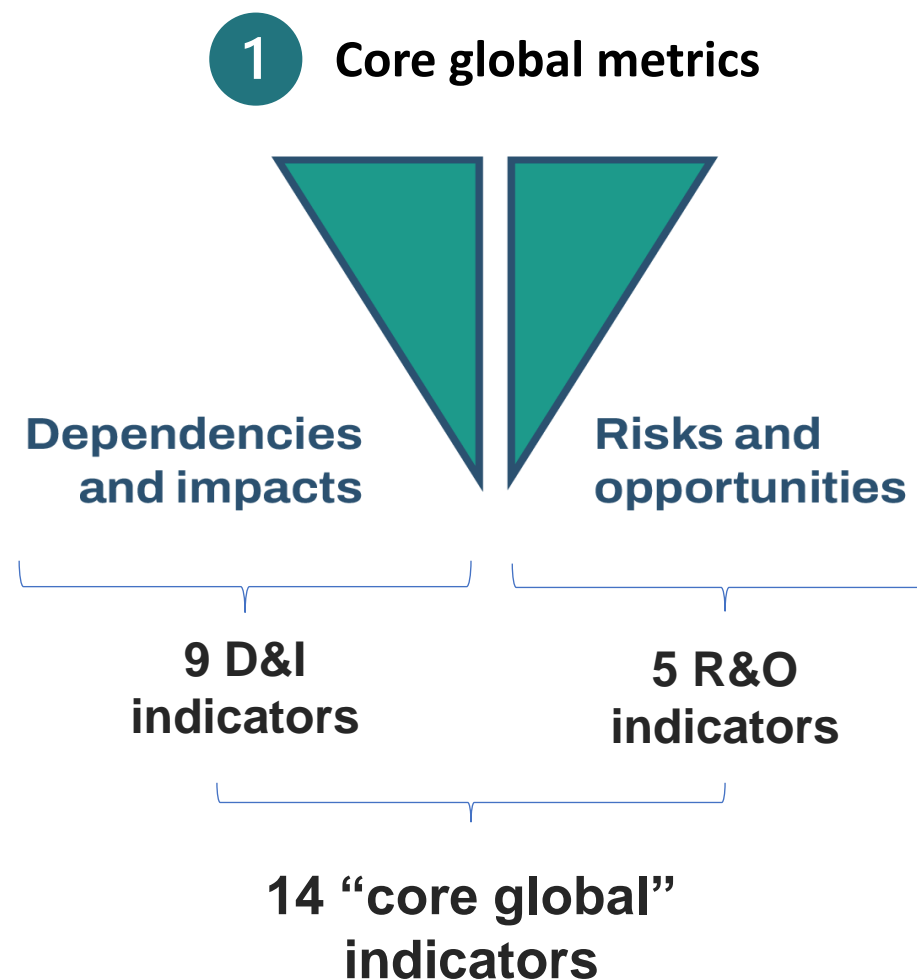 1 Core global metrics
Dependencies
and impacts
Risks and
opportunities
9 D&I
indicators
5 R&O
indicators
14 “core global”
indicators